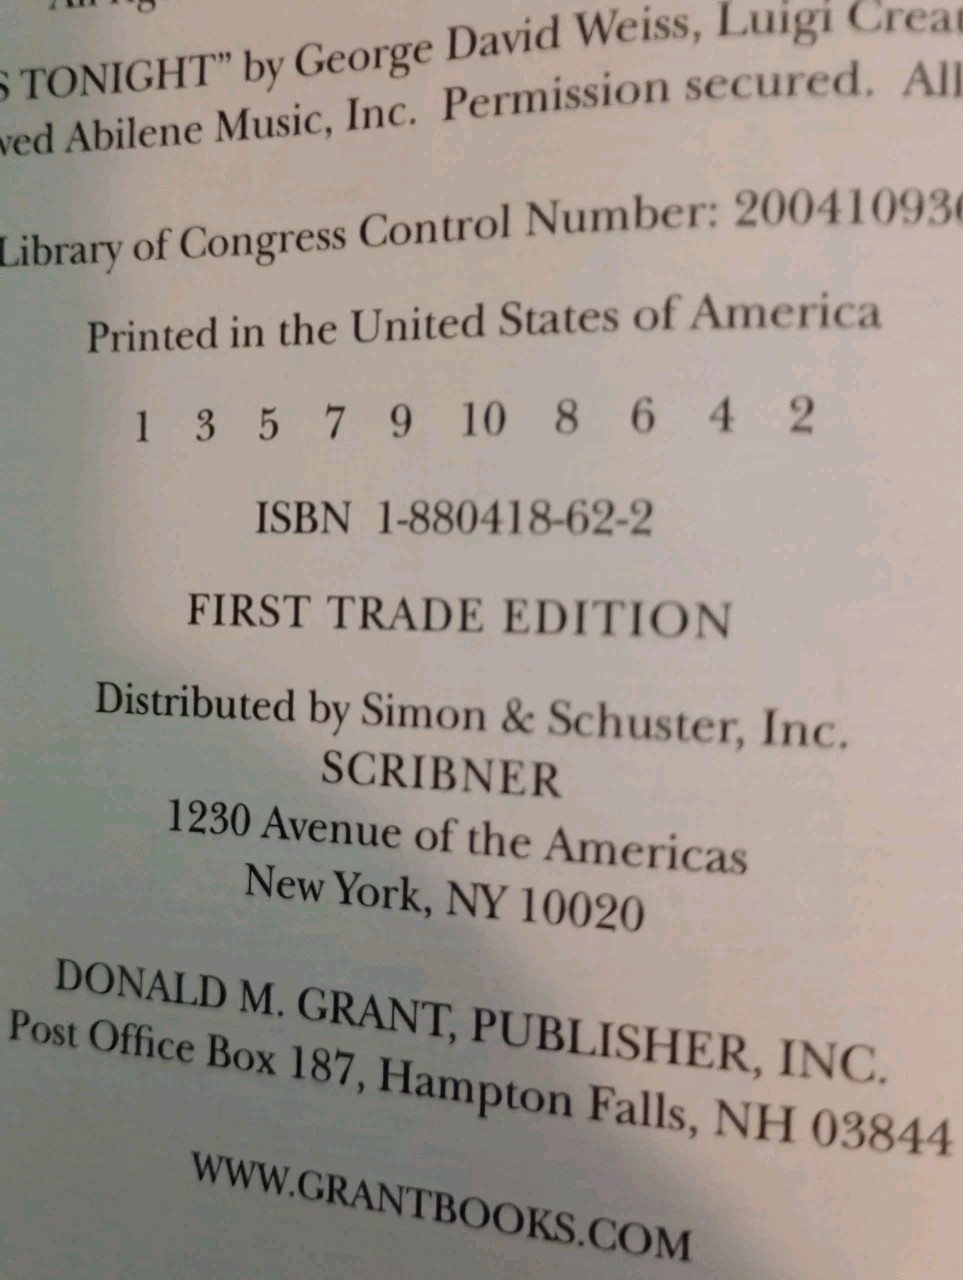 TONIGHT” by George David Weiss, Luigi
Abilene Music, Inc. Permission secured. All
Library of Congress Control Number: 200410936
Printed in the United States of America
1 3 5 7 9 10 8 6 4 2
ISBN 1-880418-62-2
FIRST TRADE EDITION
Distributed by Simon & Schuster, Inc.
SCRIBNER
1230 Avenue of the Americas
New York, NY 10020
DONALD M. GRANT, PUBLISHER, INC.
Post Office Box 187, Hampton Falls, NH 03844
WWW.GRANTBOOKS.COM